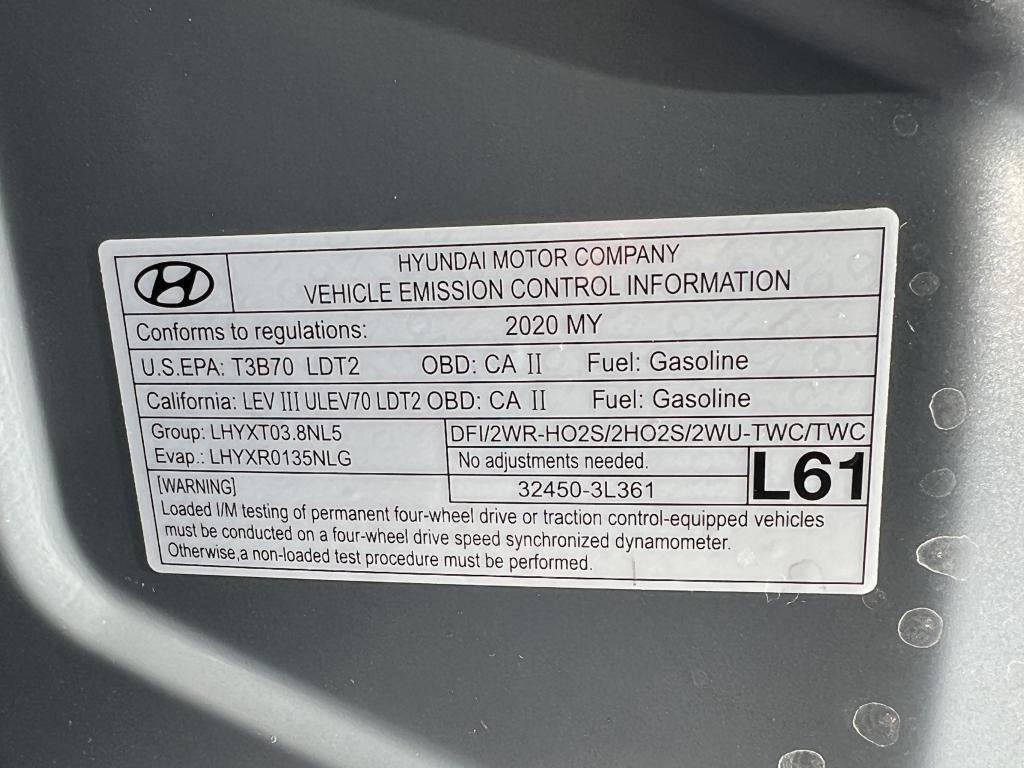 HYUNDAI MOTOR COMPANY
VEHICLE EMISSION CONTROL INFORMATION
Conforms to regulations: 2020 MY
U.S.EPA: T3B70 LDT2 OBD: CA II Fuel: Gasoline
California: LEV III ULEV70 LDT2 OBD: CA II Fuel: Gasoline
Group: LHYXT03.8NL5
Evap.: LHYXR0135NLG
DFI/2WR-HO2S/2HO2S/2WU-TWC/TWC
No adjustments needed.
32450-3L361
L61
[WARNING]
Loaded I/M testing of permanent four-wheel drive or traction control-equipped vehicles
must be conducted on a four-wheel drive speed synchronized dynamometer.
Otherwise,a non-loaded test procedure must be performed.